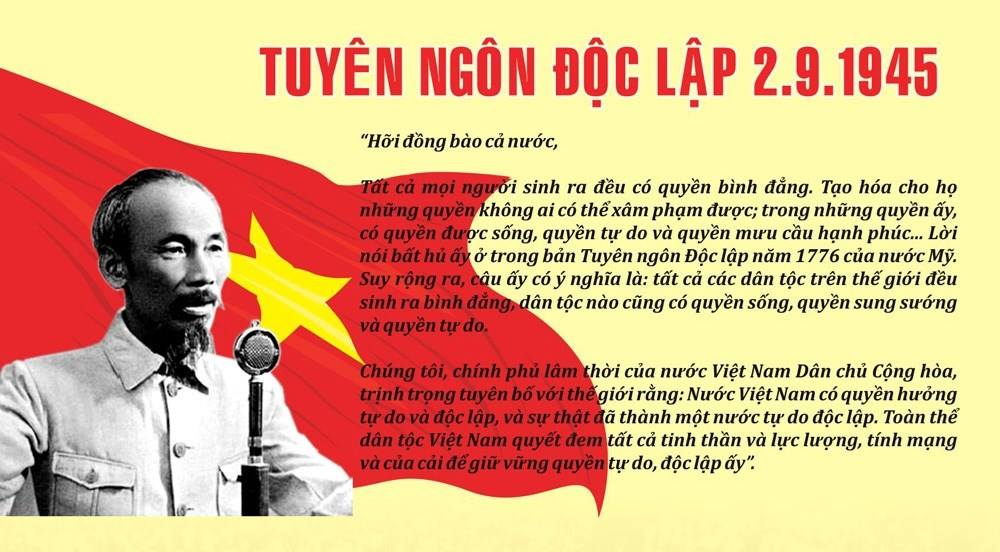 TUYÊN NGÔN ĐỘC LẬP 2.9.1945
“Hỡi đồng bào cả nước,
Tất cả mọi người sinh ra đều có quyền bình đẳng. Tạo hóa cho họ
những quyền không ai có thể xâm phạm được; trong những quyền ấy,
có quyền được sống, quyền tự do và quyền mưu cầu hạnh phúc... Lời
nói bất hủ ấy ở trong bản Tuyên ngôn Độc lập năm 1776 của nước Mỹ.
Suy rộng ra, câu ấy có ý nghĩa là: tất cả các dân tộc trên thế giới đều
sinh ra bình đẳng, dân tộc nào cũng có quyền sống, quyền sung sướng
và quyền tự do.
Chúng tôi, chính phủ lâm thời của nước Việt Nam Dân chủ Cộng hòa,
trịnh trọng tuyên bố với thế giới rằng: Nước Việt Nam có quyền hưởng
tự do và độc lập, và sự thật đã thành một nước tự do độc lập. Toàn thể
dân tộc Việt Nam quyết đem tất cả tinh thần và lực lượng, tính mạng
và của cải để giữ vững quyền tự do, độc lập ấy”.